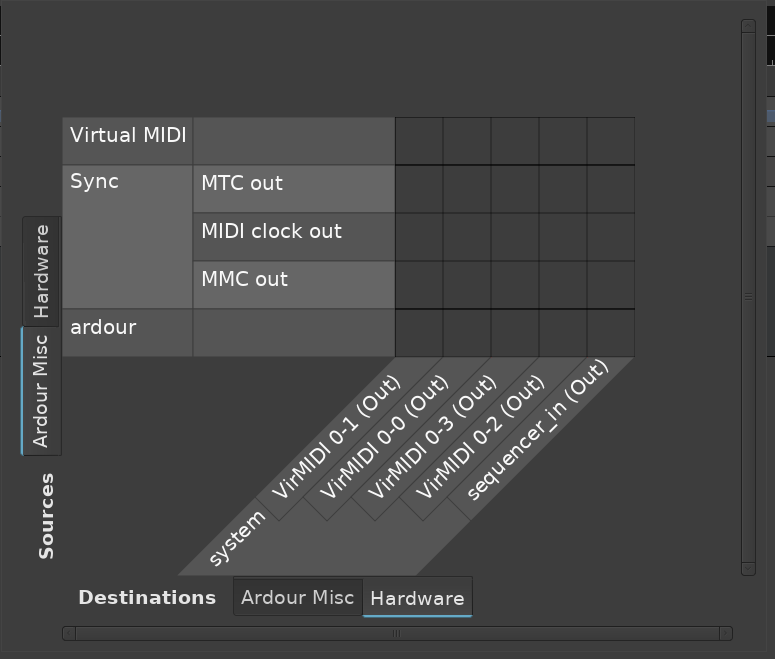 Virtual MIDI
Sync
MTC out
MIDI clock out
MMC out
ardour
Hardware
Ardour Misc
Sources
VirMIDI 0-1 (Out)
VirMIDI 0-0 (Out)
VirMIDI 0-3 (Out)
VirMIDI 0-2 (Out)
sequencer_in (Out)
system
Destinations
Ardour Misc
Hardware